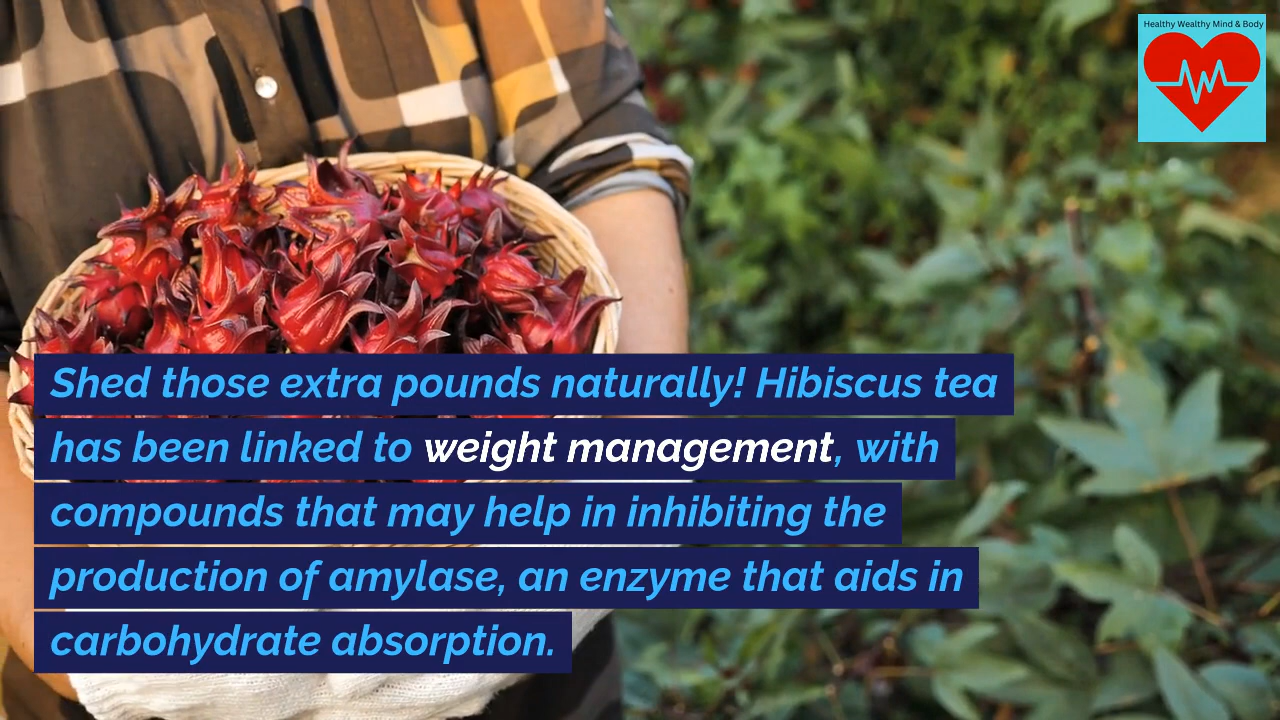 Healthy Wealthy Mind & Body
Shed those extra pounds naturally! Hibiscus tea
has been linked to weight management, with
compounds that may help in inhibiting the
production of amylase, an enzyme that aids in
carbohydrate absorption.